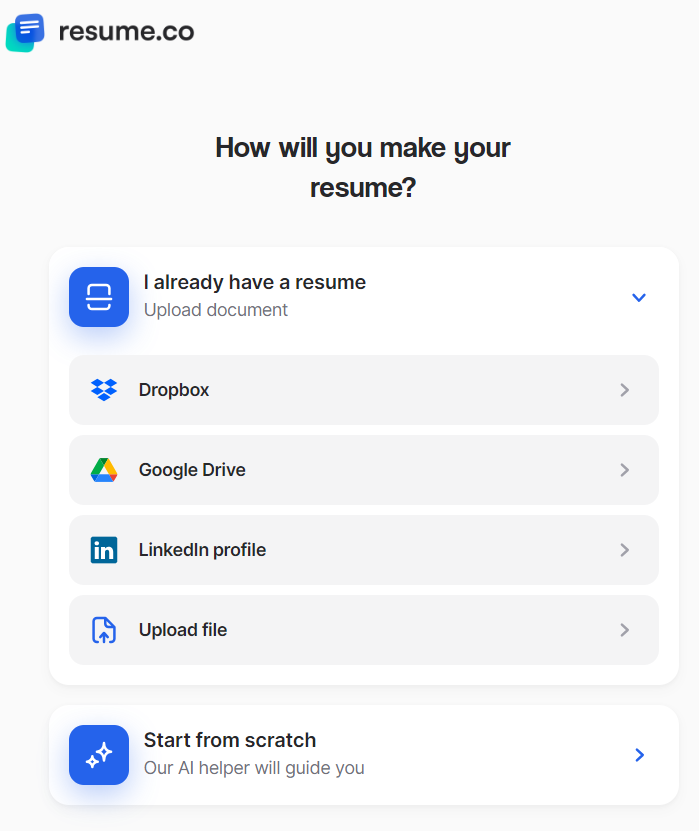 resume.co
How will you make your
resume?
I already have a resume
Upload document
Dropbox
Google Drive
LinkedIn profile
Upload file
Start from scratch
Our AI helper will guide you